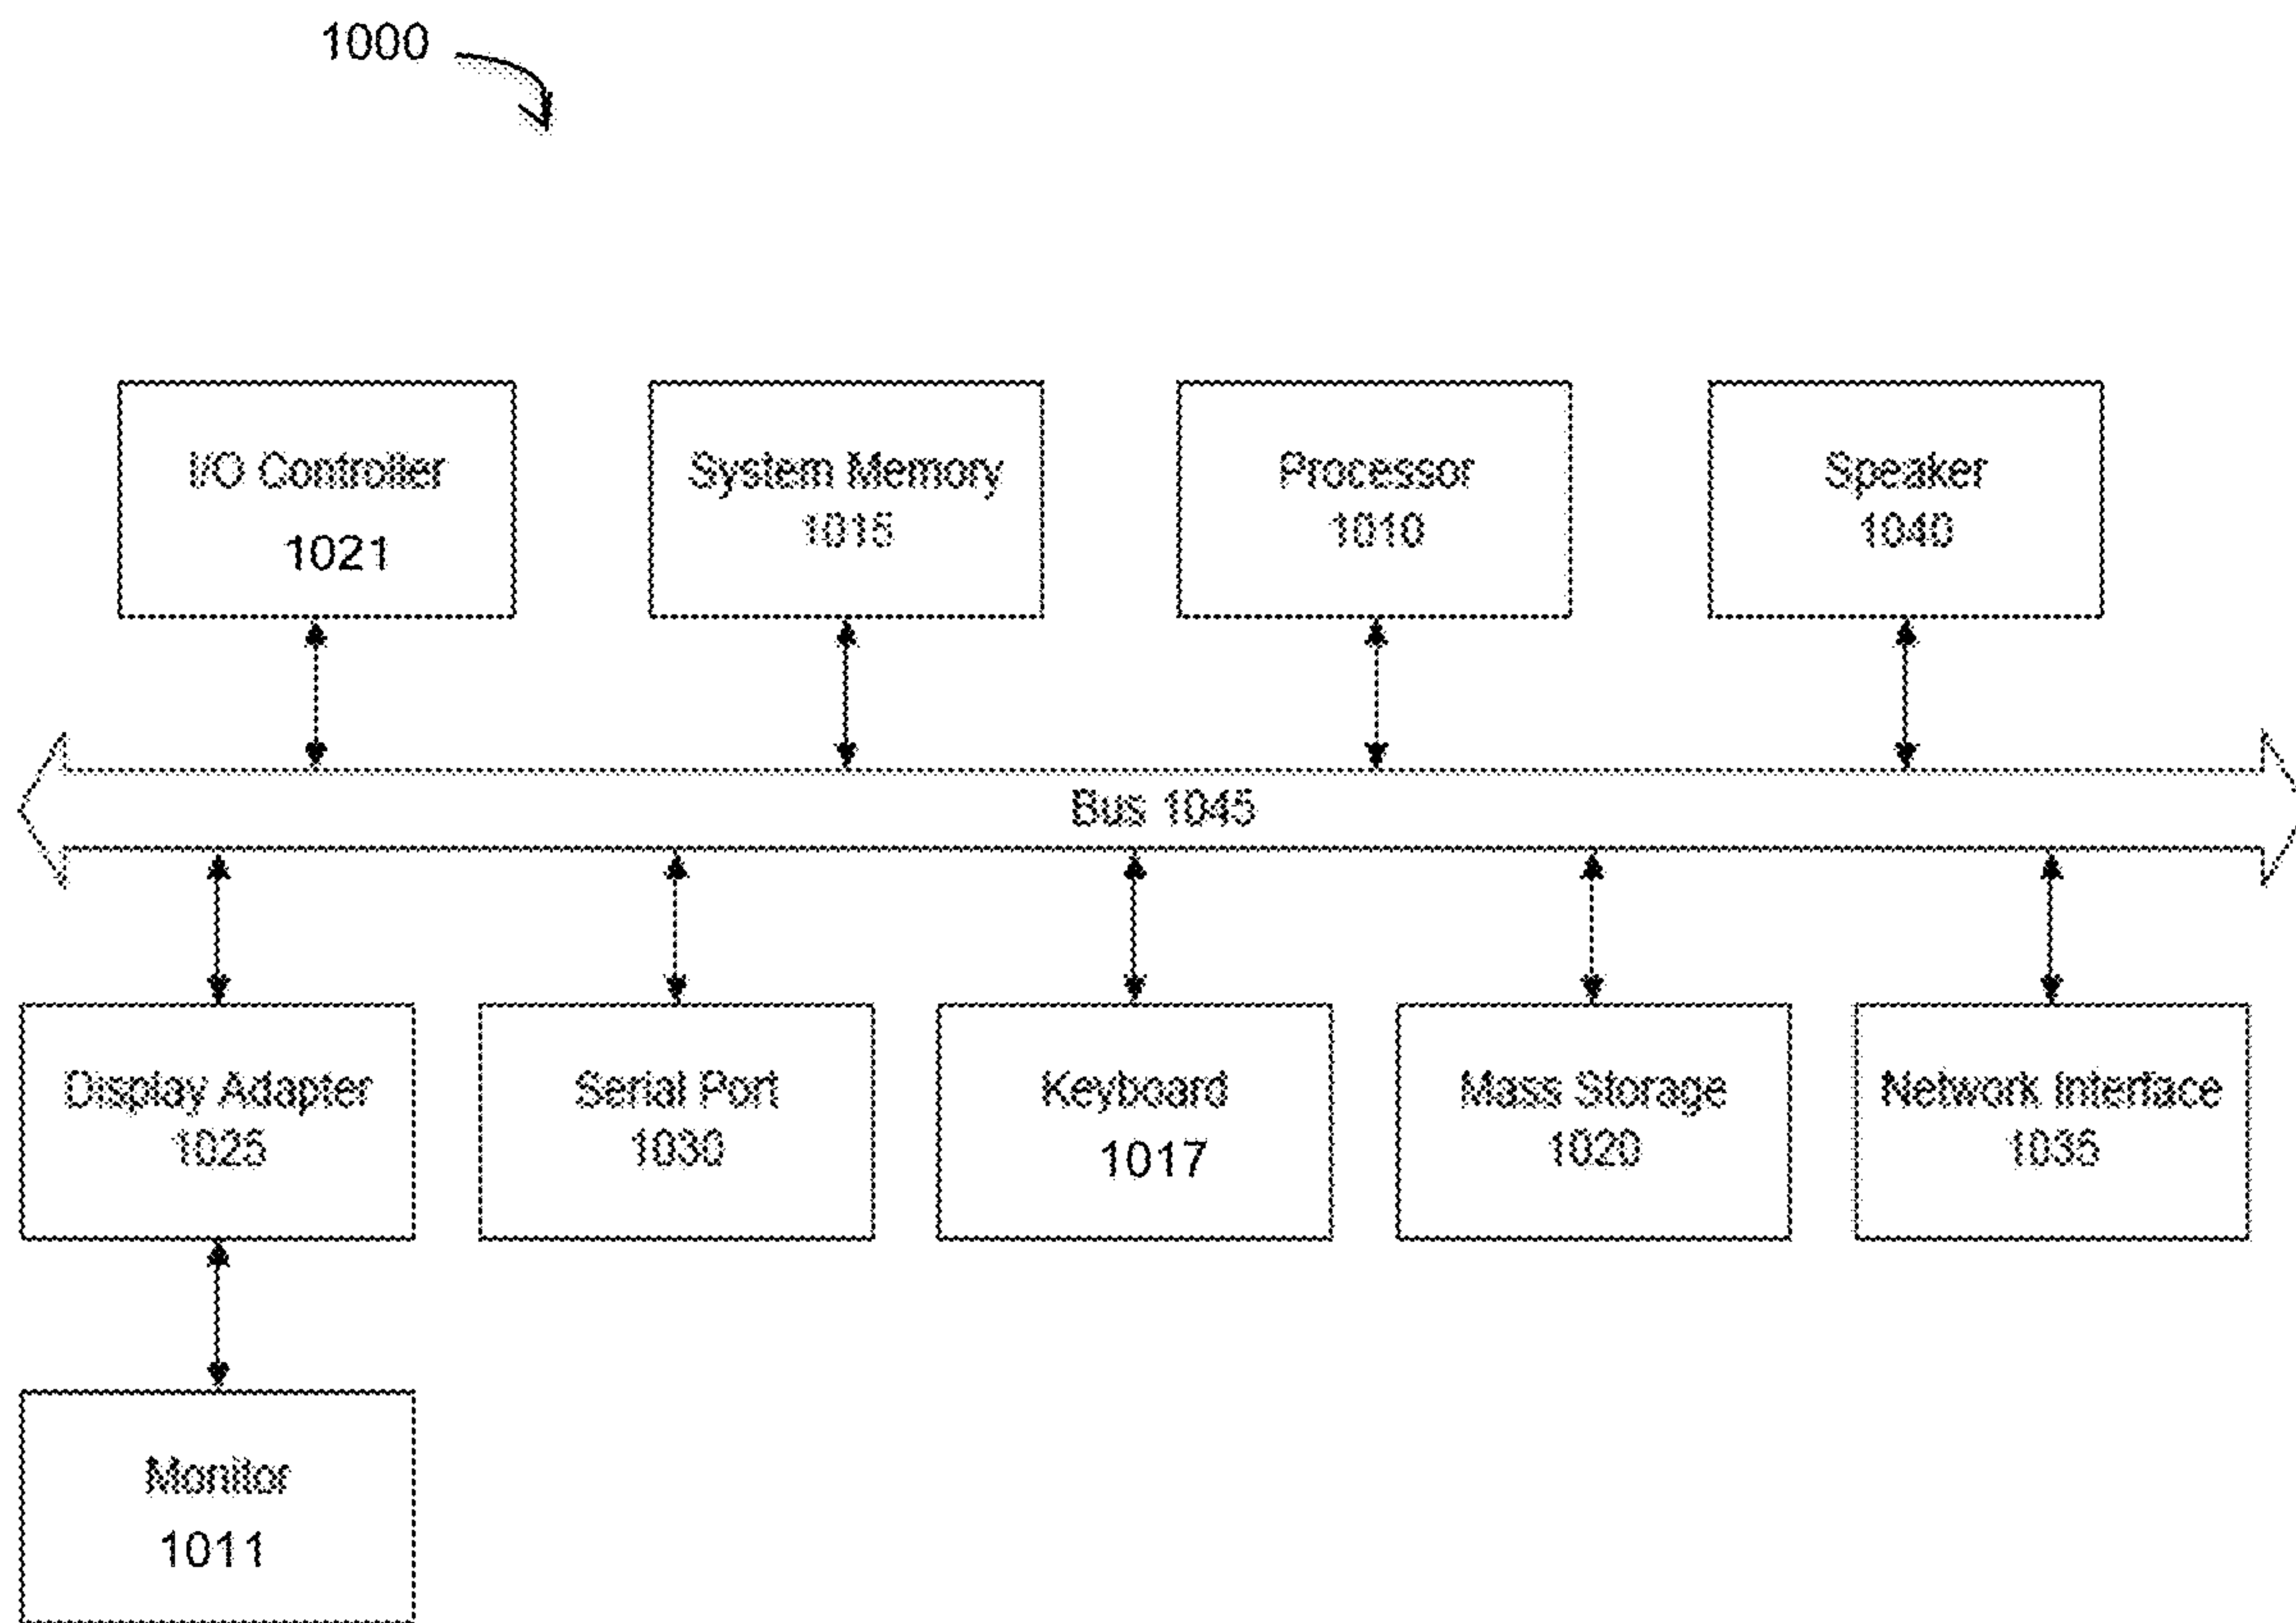 1000
I/O Controller
1021
System Memory
1015
Processor
1010
Speaker
1040
Bus 1045
Display Adapter
1025
Serial Port
1030
Keyboard
1017
Mass Storage
1020
Network Interface
1035
Monitor
1011